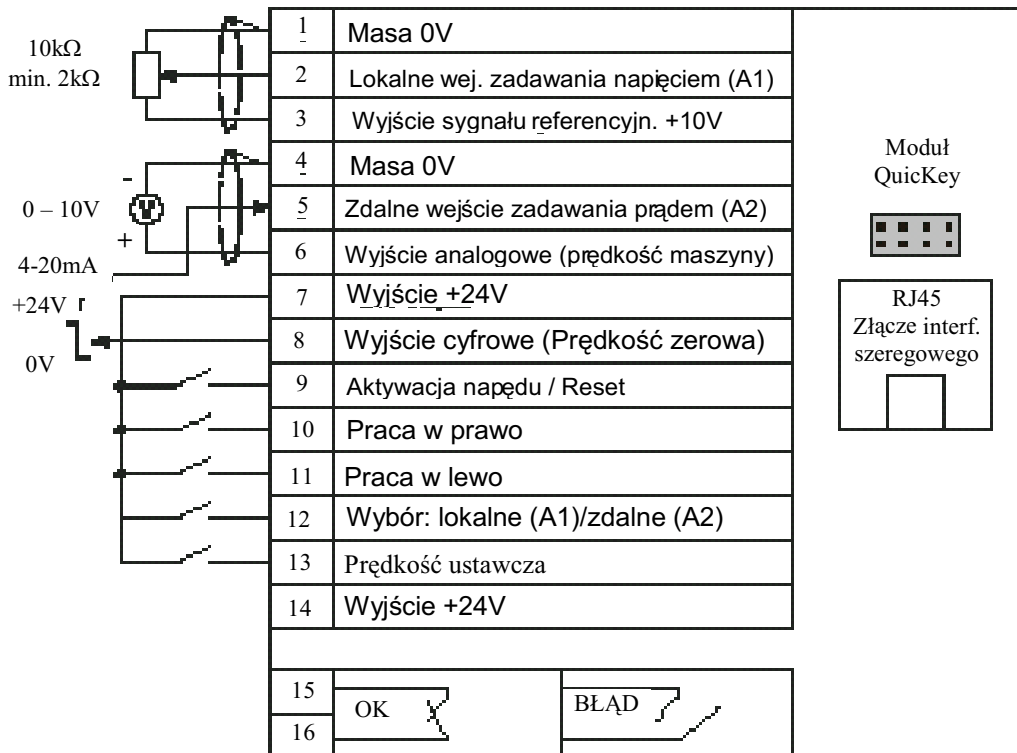 10kΩ
min. 2kΩ
0 – 10V
-
+
4-20mA
+24V
0V
1 Masa 0V
2 Lokalne wej. zadawania napięciem (A1)
3 Wyjście sygnału referencyjn. +10V
4 Masa 0V
5 Zdalne wejście zadawania prądem (A2)
6 Wyjście analogowe (prędkość maszyny)
7 Wyjście +24V
8 Wyjście cyfrowe (Prędkość zerowa)
9 Aktywacja napędu / Reset
10 Praca w prawo
11 Praca w lewo
12 Wybór: lokalne (A1)/zdalne (A2)
13 Prędkość ustawcza
14 Wyjście +24V
15
16
OK
BŁĄD
Moduł
QuicKey
RJ45
Złącze interf.
szeregowego
V